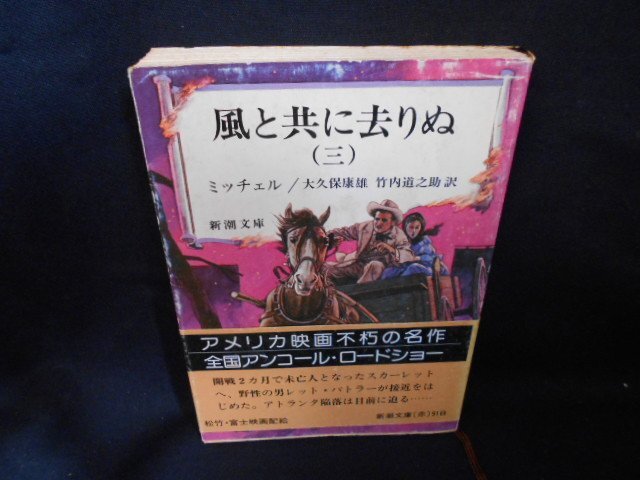 風と共に去りぬ
(三)
ミッチェル/大久保康雄 竹内道之助 訳
新潮文庫
アメリカ映画不朽の名作
全国アンコール・ロードショー
開戦2カ月で未亡人となったスカーレット
へ、野性の男レット・バトラーが接近をは
じめた。アトランタ陥落は目前に迫る……
松竹・富士映画配給
新潮文庫(赤)51B